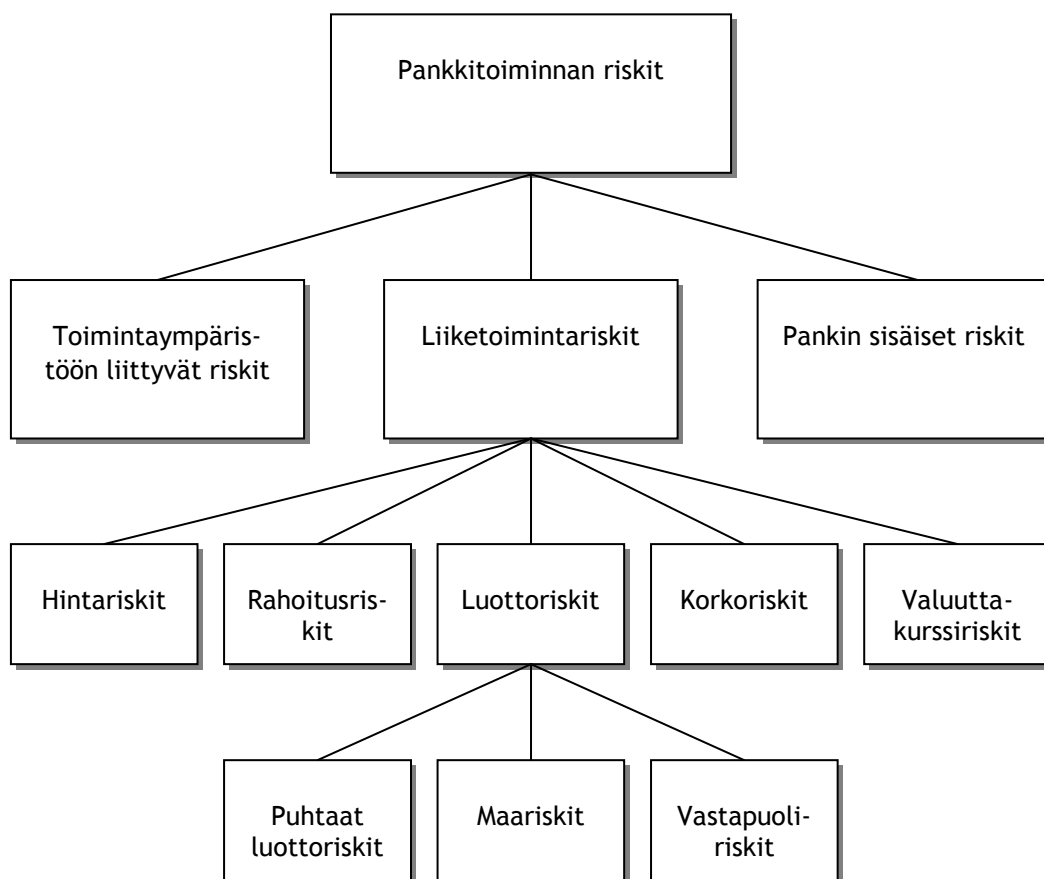 Pankkitoiminnan riskit
Toimintaympäris-
töön liittyvät riskit
Liiketoimintariskit
Pankin sisäiset riskit
Hintariskit
Rahoitusris-
kit
Luottoriskit
Korkoriskit
Valuutta-
kurssiriskit
Puhtaat
luottoriskit
Maariskit
Vastapuoli-
riskit